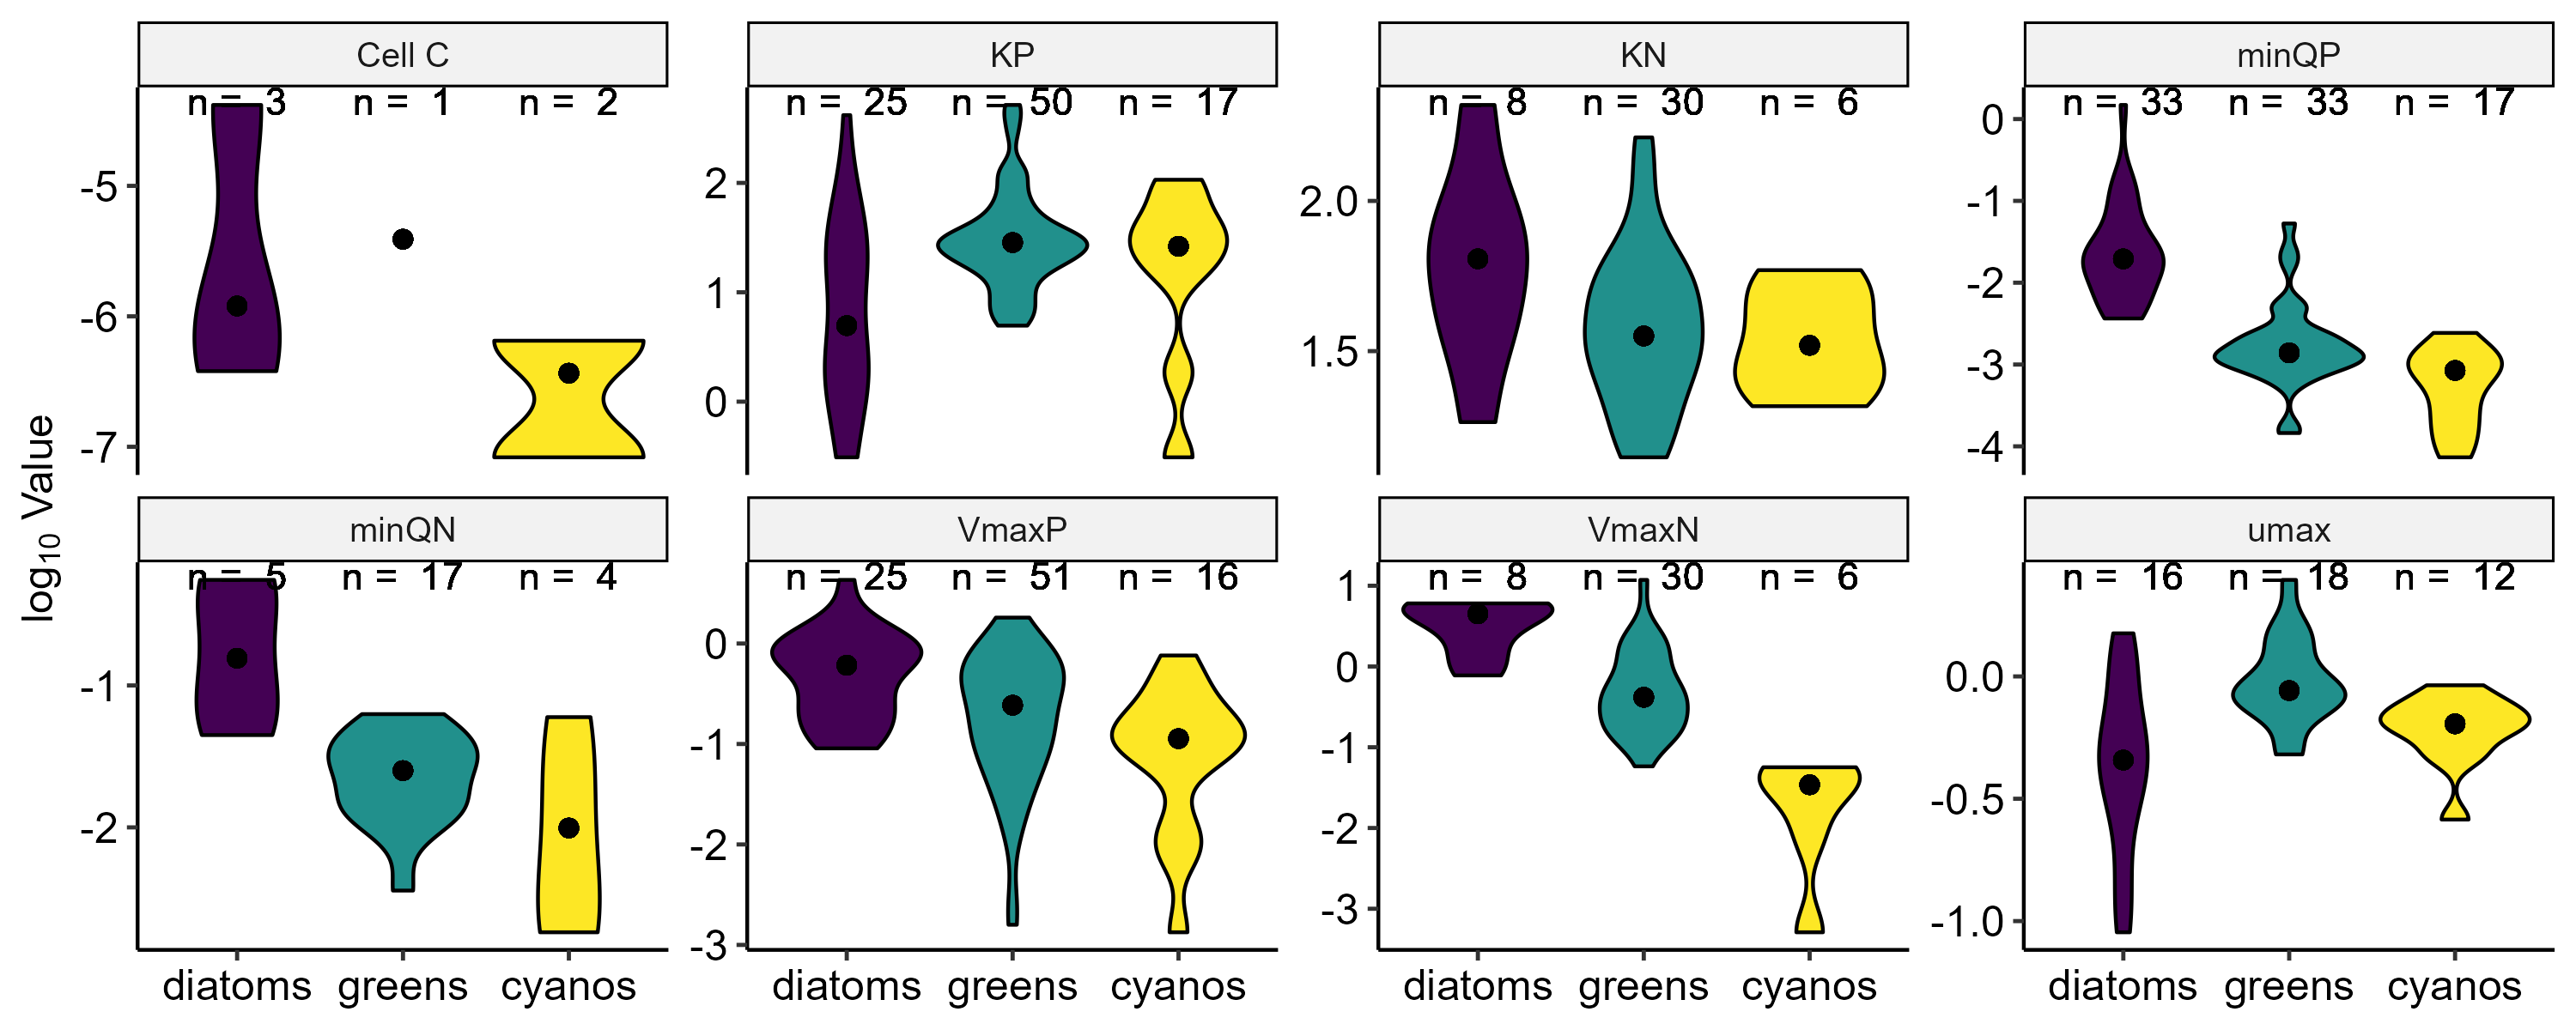 Cell C
KP
KN
minQP
n = 3
n = 1
n = 2
n = 25
n = 50
n = 17
n = 8
n = 30
n = 6
n = 33
n = 33
n = 17
-5
-6
-7
2
1
0
2.0
1.5
0
-1
-2
-3
-4
log10 Value
minQN
VmaxP
VmaxN
umax
n = 5
n = 17
n = 4
n = 25
n = 51
n = 16
n = 8
n = 30
n = 6
n = 16
n = 18
n = 12
-1
-2
0
-1
-2
-3
1
0
-1
-2
-3
0.0
-0.5
-1.0
diatoms greens cyanos
diatoms greens cyanos
diatoms greens cyanos
diatoms greens cyanos